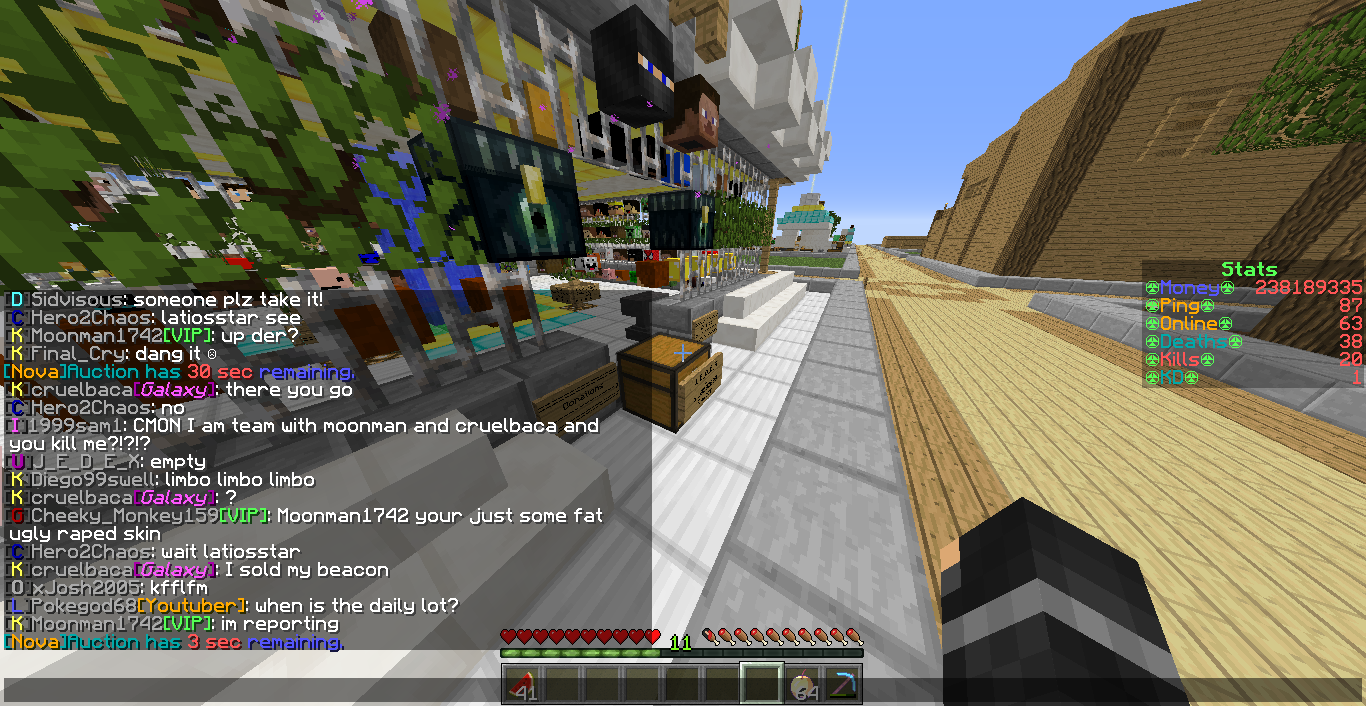 [D]Sidvisous: someone plz take it!
[C]Hero2Chaos: latiosstar see
[K]Moonman1742[VIP]: up der?
[K]Final_Cry: dang it ☹
[Nova]Auction has 30 sec remaining.
[K]cruelbaca[Galaxy]: there you go
[C]Hero2Chaos: no
[I]1999sam1: CMON I am team with moonman and cruelbaca and
you kill me?!?!?
[U]J_E_D_E_X: empty
[K]Diego99swell: limbo limbo limbo
[K]cruelbaca[Galaxy]: ?
[G]Cheeky_Monkey159[VIP]: Moonman1742 your just some fat
ugly raped skin
[C]Hero2Chaos: wait latiosstar
[K]cruelbaca[Galaxy]: I sold my beacon
[O]xJosh2005: kfflfm
[L]Pokegod68[Youtuber]: when is the daily lot?
[K]Moonman1742[VIP]: im reporting
[Nova]Auction has 3 sec remaining.
Donations
Stats
Money 238189335
Ping 87
Online 63
Deaths 38
Kills 20
KD 1
11
41
64